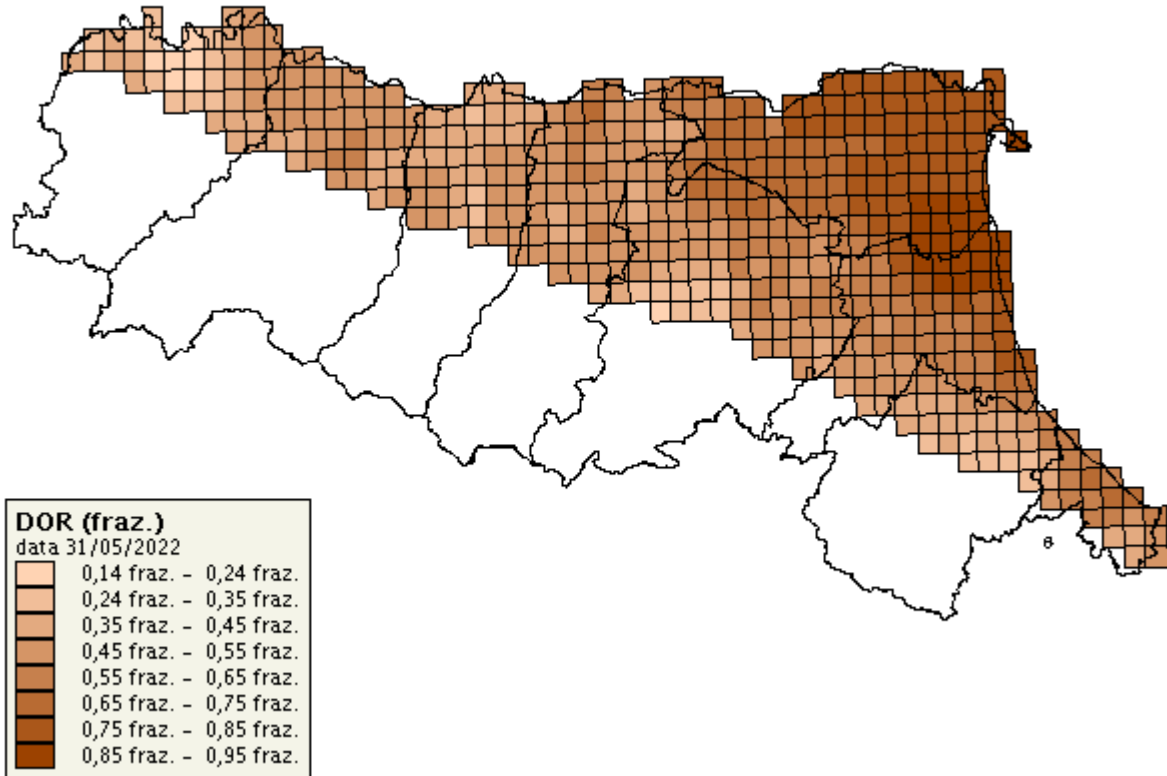 DOR (fraz.)
data 31/05/2022
0,14 fraz. - 0,24 fraz.
0,24 fraz. - 0,35 fraz.
0,35 fraz. - 0,45 fraz.
0,45 fraz. - 0,55 fraz.
0,55 fraz. - 0,65 fraz.
0,65 fraz. - 0,75 fraz.
0,75 fraz. - 0,85 fraz.
0,85 fraz. - 0,95 fraz.